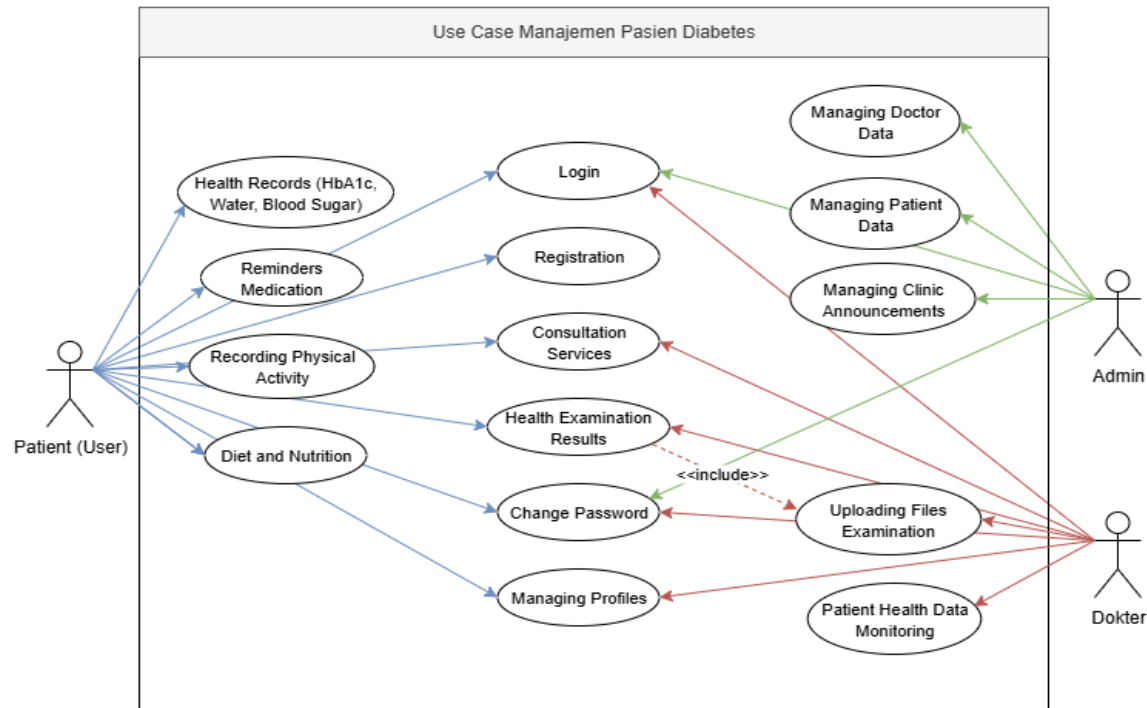 Use Case Manajemen Pasien Diabetes
Managing Doctor
Data
Health Records (HbA1c,
Water, Blood Sugar)
Login
Managing Patient
Data
Reminders
Medication
Registration
Managing Clinic
Announcements
Recording Physical
Activity
Consultation
Services
Admin
Patient (User)
Diet and Nutrition
Health Examination
Results
<<include>>
Change Password
Uploading Files
Examination
Managing Profiles
Patient Health Data
Monitoring
Dokter